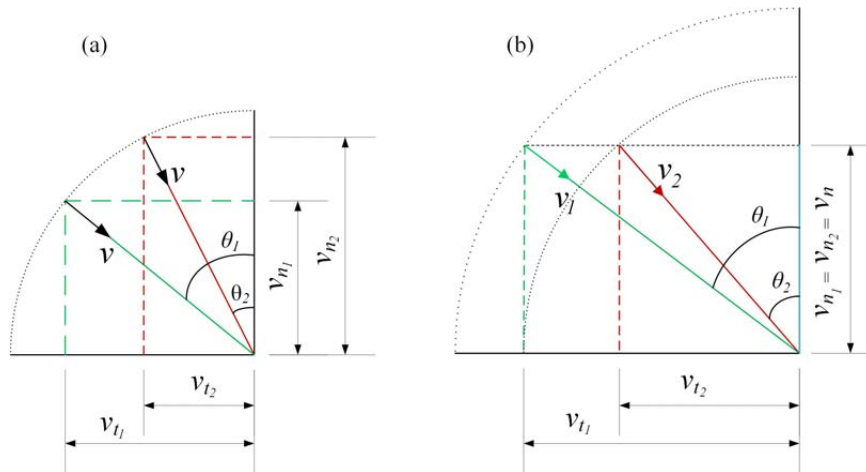 (a)
v
v
θ1
θ2
vn1
vn2
vt2
vt1
(b)
v1
v2
θ1
θ2
vn1 = vn2 = vn
vt2
vt1